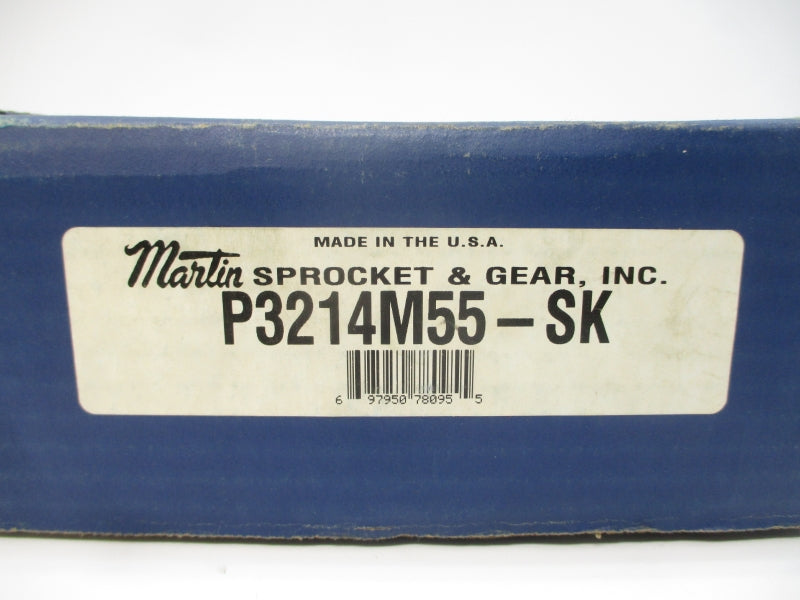 MADE IN THE U.S.A.
Martin SPROCKET & GEAR, INC.
P3214M55-SK
6 97950 78095 5